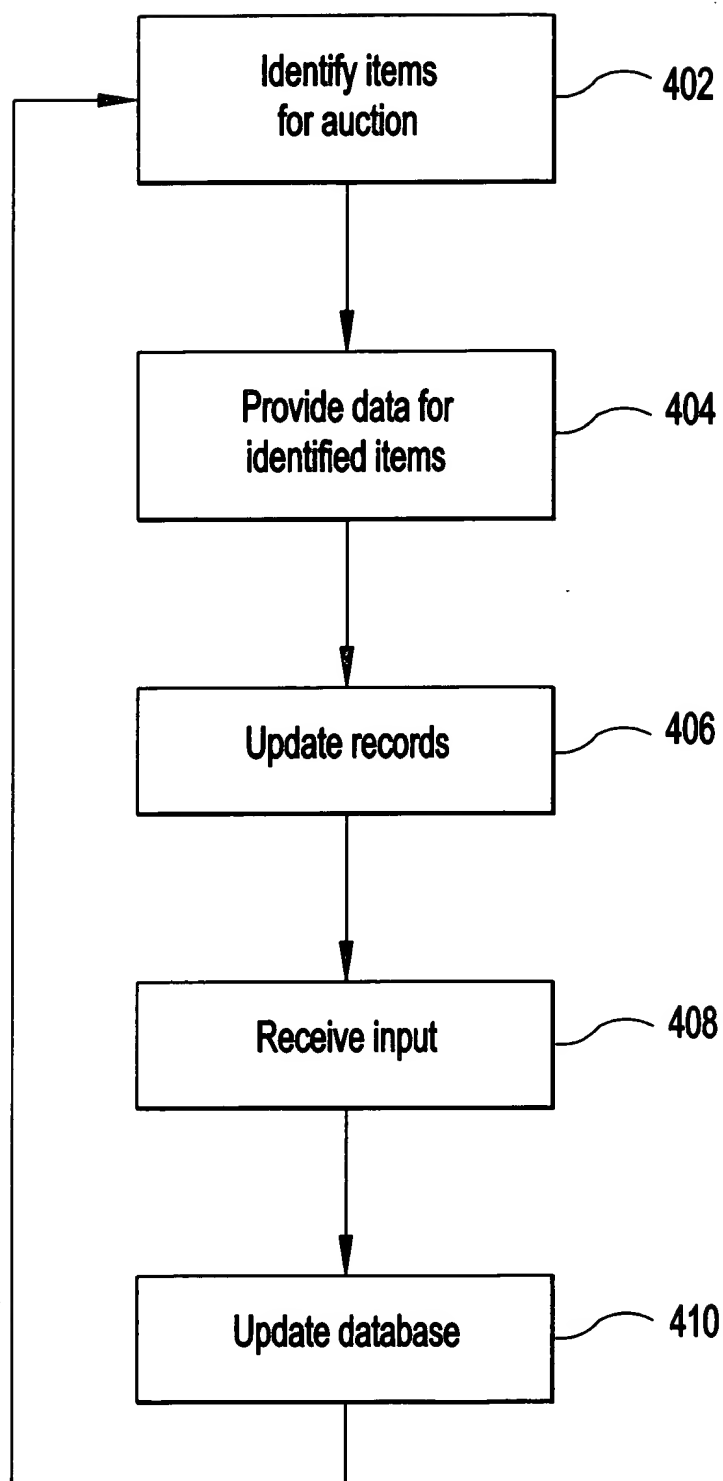 Identify items
for auction
402
Provide data for
identified items
404
Update records
406
Receive input
408
Update database
410